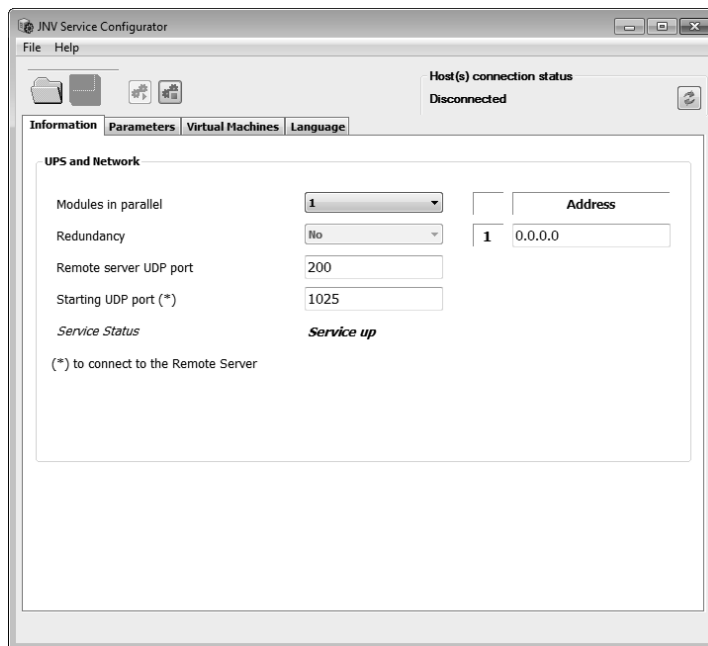 JNV Service Configurator
File Help
Host(s) connection status
Disconnected
Information Parameters Virtual Machines Language
UPS and Network
Modules in parallel 1 Address
Redundancy No 1 0.0.0.0
Remote server UDP port 200
Starting UDP port (*) 1025
Service Status Service up
(*) to connect to the Remote Server